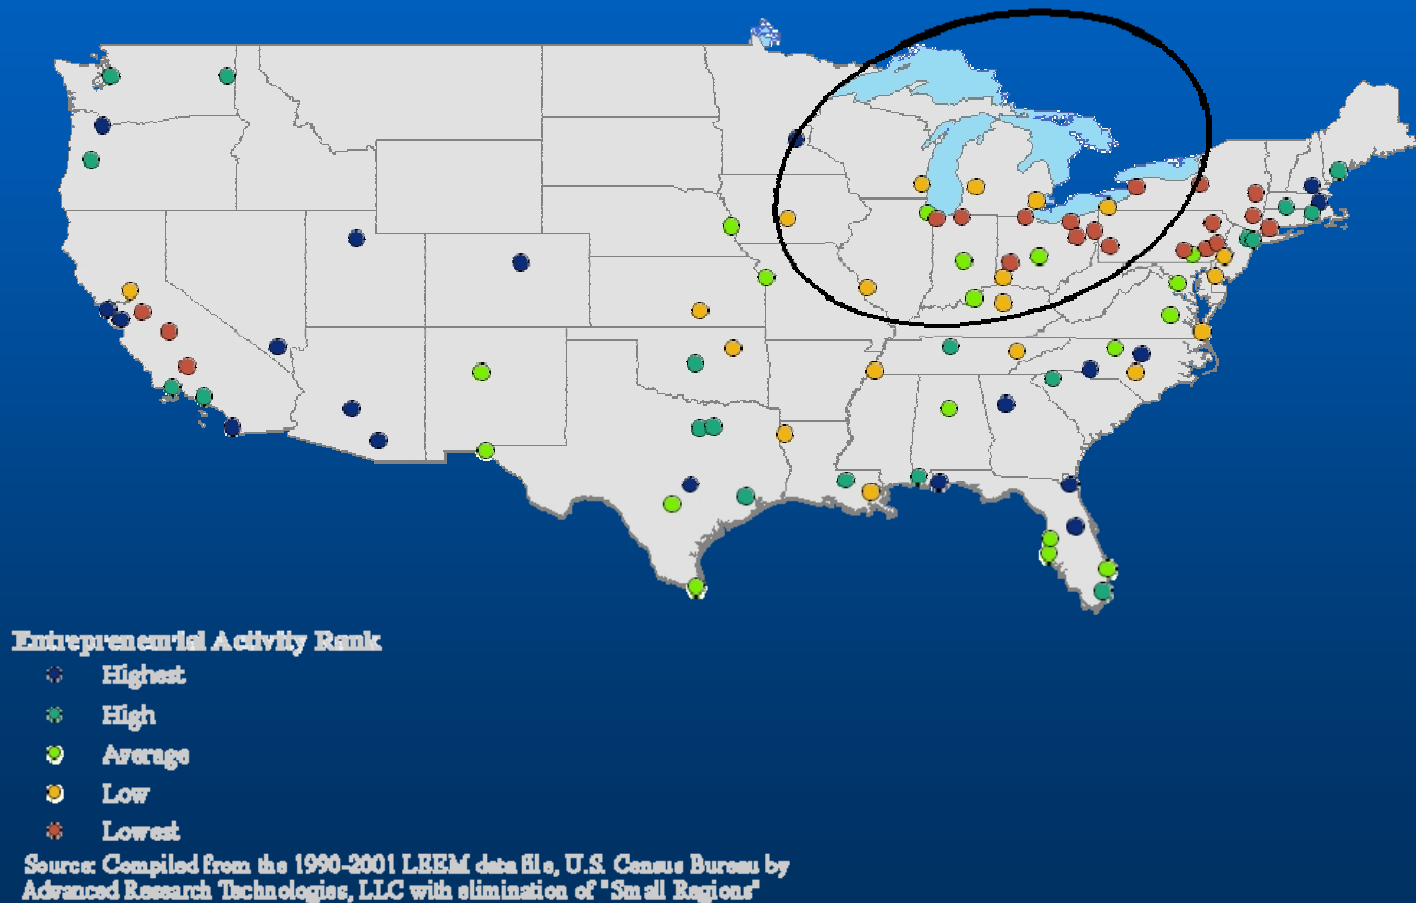 Entrepreneurial Activity Rank
Highest
High
Average
Low
Lowest
Source: Compiled from the 1990-2001 LEEM data file, U.S. Census Bureau by
Advanced Research Technologies, LLC with elimination of "Small Regions"